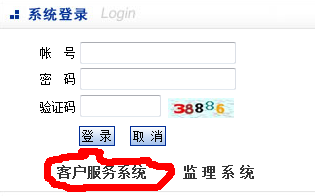 系统登录 Login
帐 号
密 码
验证码 38886
登 录 取 消
客户服务系统 监 理 系 统